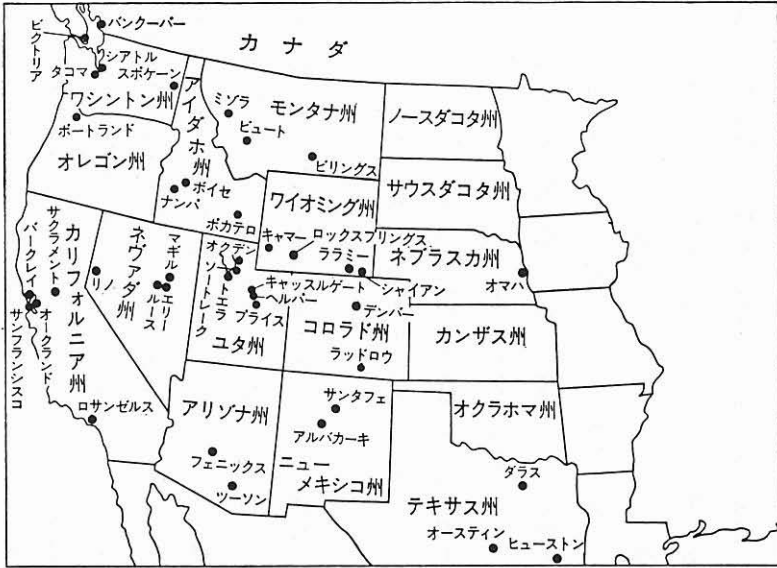 バンクーバー
ビクトリア
カナダ
シアトル
タコマ
スポケーン
ワシントン州
ポートランド
オレゴン州
アイダホ州
ナンパ
ボイセ
ポカテロ
ミゾラ
ビュート
モンタナ州
ビリングス
ノースダコタ州
サウスダコタ州
ワイオミング州
キャマー
ロックスプリングス
ララミー
シャイアン
ネブラスカ州
オマハ
サクラメント
バークレイ
サンフランシスコ
オークランド
カリフォルニア州
ロサンゼルス
ネヴァダ州
リノ
マギル
エリー
ルース
オグデン
ソートレーク
トエラ
キャッスルゲート
ヘルパー
プライス
ユタ州
デンバー
コロラド州
ラッドロウ
カンザス州
アリゾナ州
フェニックス
ツーソン
サンタフェ
アルバカーキ
ニュー
メキシコ州
オクラホマ州
ダラス
テキサス州
オースティン
ヒューストン